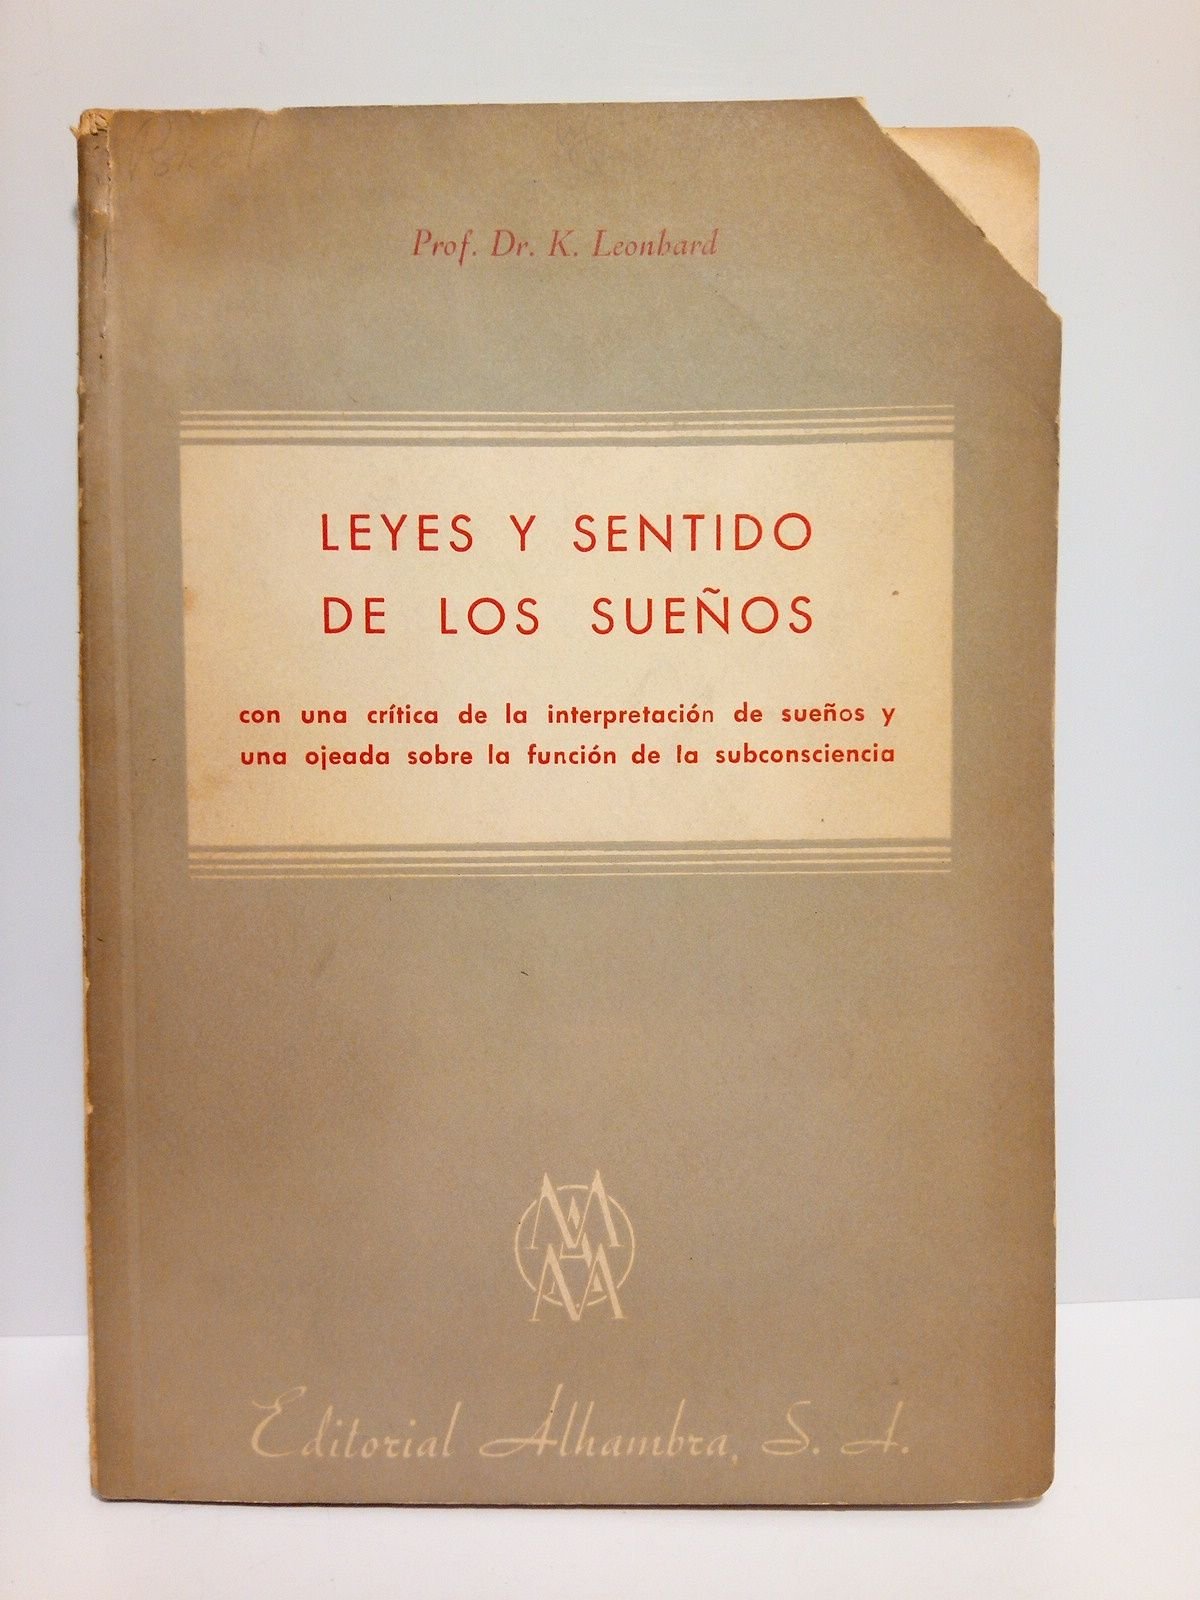 Psicol
Prof. Dr. K. Leonhard
LEYES Y SENTIDO
DE LOS SUEÑOS
con una crítica de la interpretación de sueños y
una ojeada sobre la función de la subconsciencia
Editorial Alhambra, S. A.